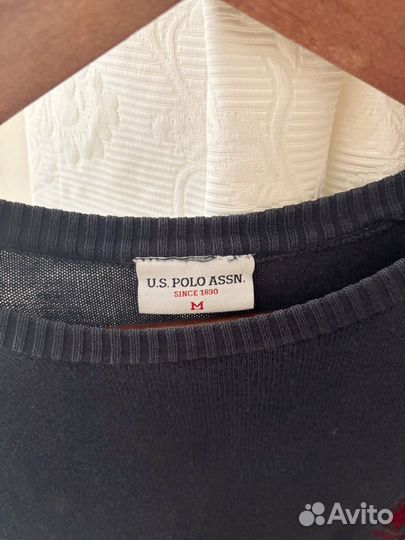 U.S. POLO ASSN.
SINCE 1890
M
Avito